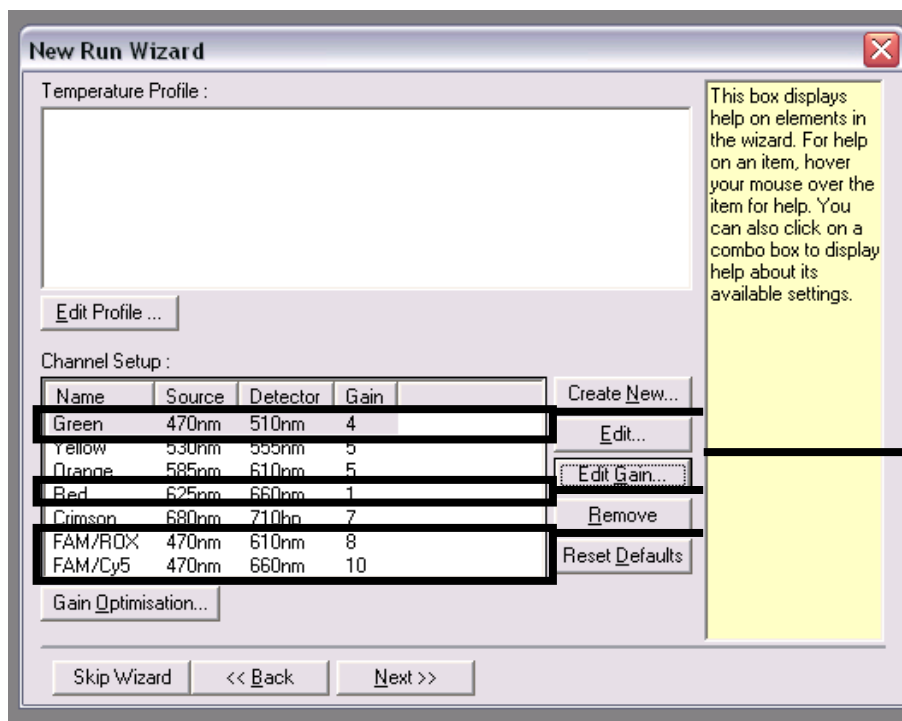 New Run Wizard
Temperature Profile :
This box displays
help on elements in
the wizard. For help
on an item, hover
your mouse over the
item for help. You
can also click on a
combo box to display
help about its
available settings.
Edit Profile ...
Channel Setup :
Name Source Detector Gain
Green 470nm 510nm 4
Yellow 530nm 555nm 5
Orange 585nm 610nm 5
Red 625nm 660nm 1
Crimson 680nm 710hp 7
FAM/ROX 470nm 610nm 8
FAM/Cy5 470nm 660nm 10
Create New...
Edit...
Edit Gain...
Remove
Reset Defaults
Gain Optimisation...
Skip Wizard << Back Next >>